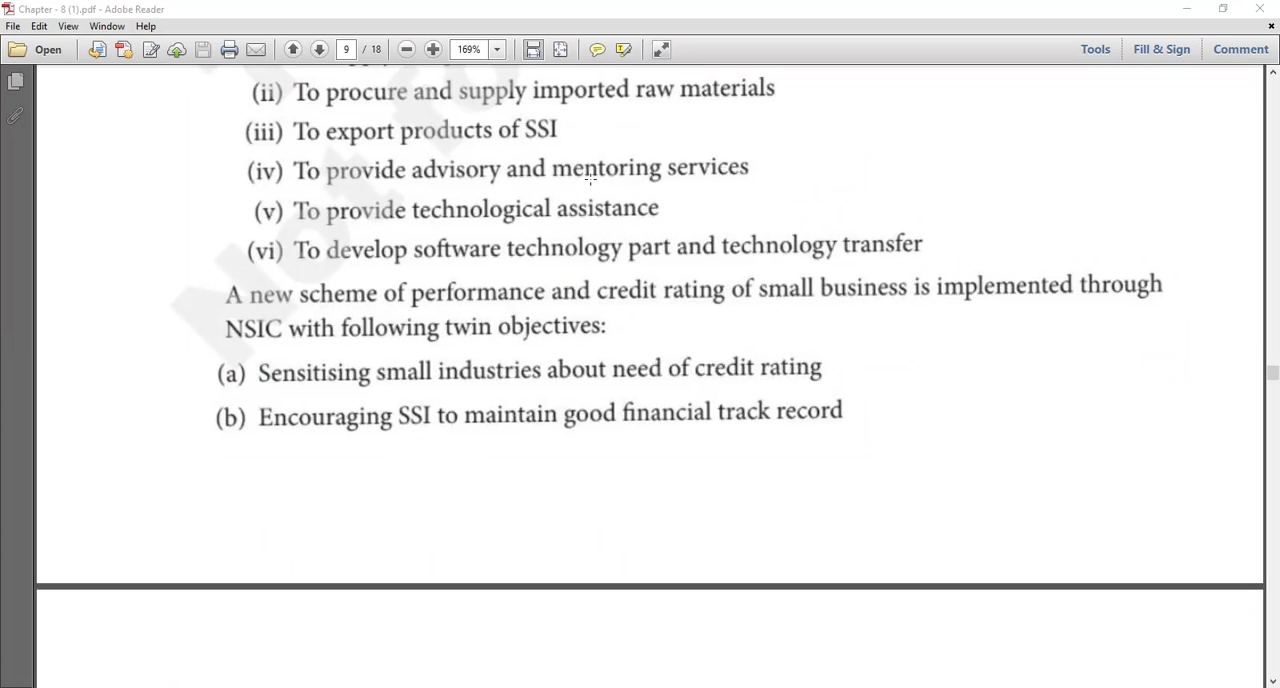 Chapter - 8 (1).pdf - Adobe Reader
File Edit View Window Help
Open 9 / 18 169% Tools Fill & Sign Comment
(ii) To procure and supply imported raw materials
(iii) To export products of SSI
(iv) To provide advisory and mentoring services
(v) To provide technological assistance
(vi) To develop software technology part and technology transfer
A new scheme of performance and credit rating of small business is implemented through
NSIC with following twin objectives:
(a) Sensitising small industries about need of credit rating
(b) Encouraging SSI to maintain good financial track record